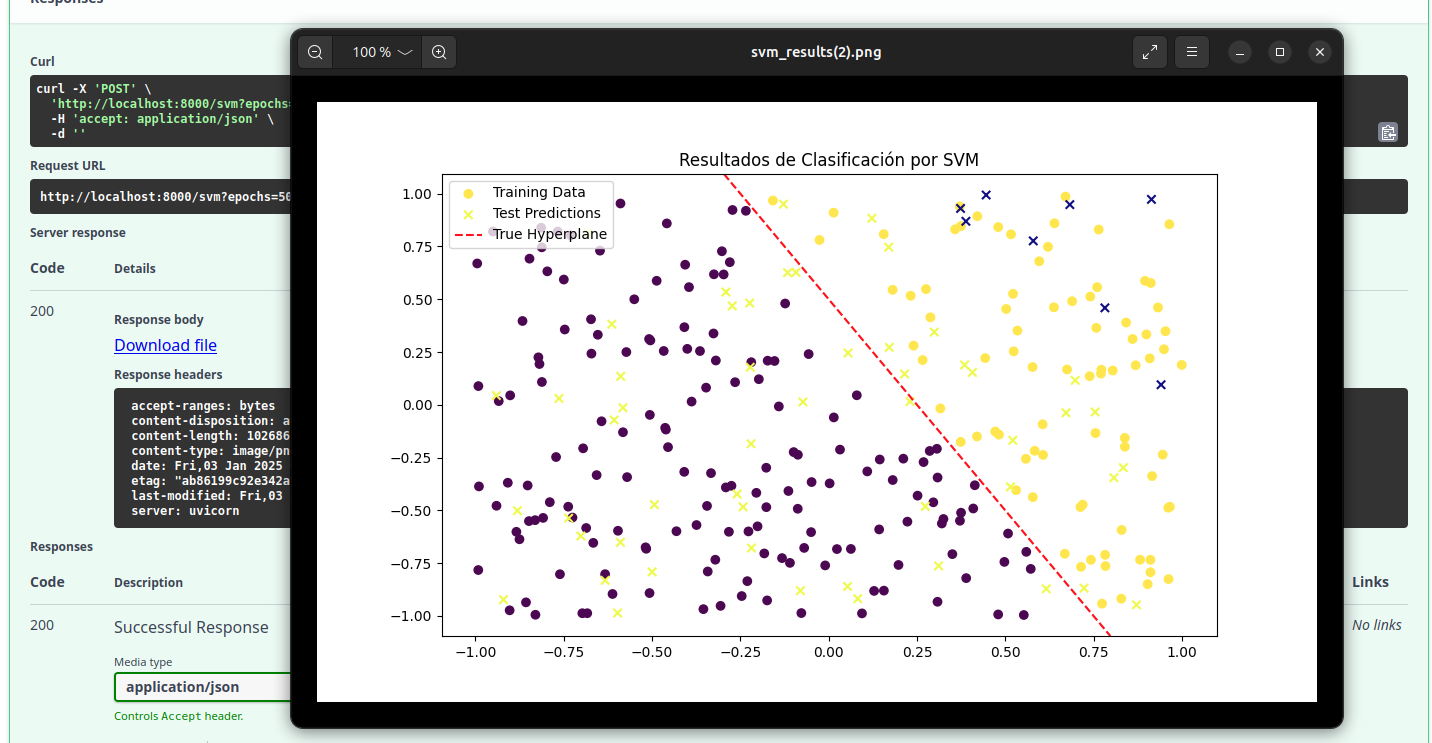 Responses
Curl
curl -X 'POST' \
'http://localhost:8000/svm?epochs=
-H 'accept: application/json' \
-d ''
Request URL
http://localhost:8000/svm?epochs=50
Server response
Code
Details
200
Response body
Download file
Response headers
accept-ranges: bytes
content-disposition: a
content-length: 102686
content-type: image/pn
date: Fri,03 Jan 2025
etag: "ab86199c92e342a
last-modified: Fri,03
server: uvicorn
Responses
Code
Description
Links
200
Successful Response
No links
Media type
application/json
Controls Accept header.
100 %
svm_results(2).png
Resultados de Clasificación por SVM
Training Data
Test Predictions
True Hyperplane
1.00
0.75
0.50
0.25
0.00
−0.25
−0.50
−0.75
−1.00
−1.00 −0.75 −0.50 −0.25 0.00 0.25 0.50 0.75 1.00